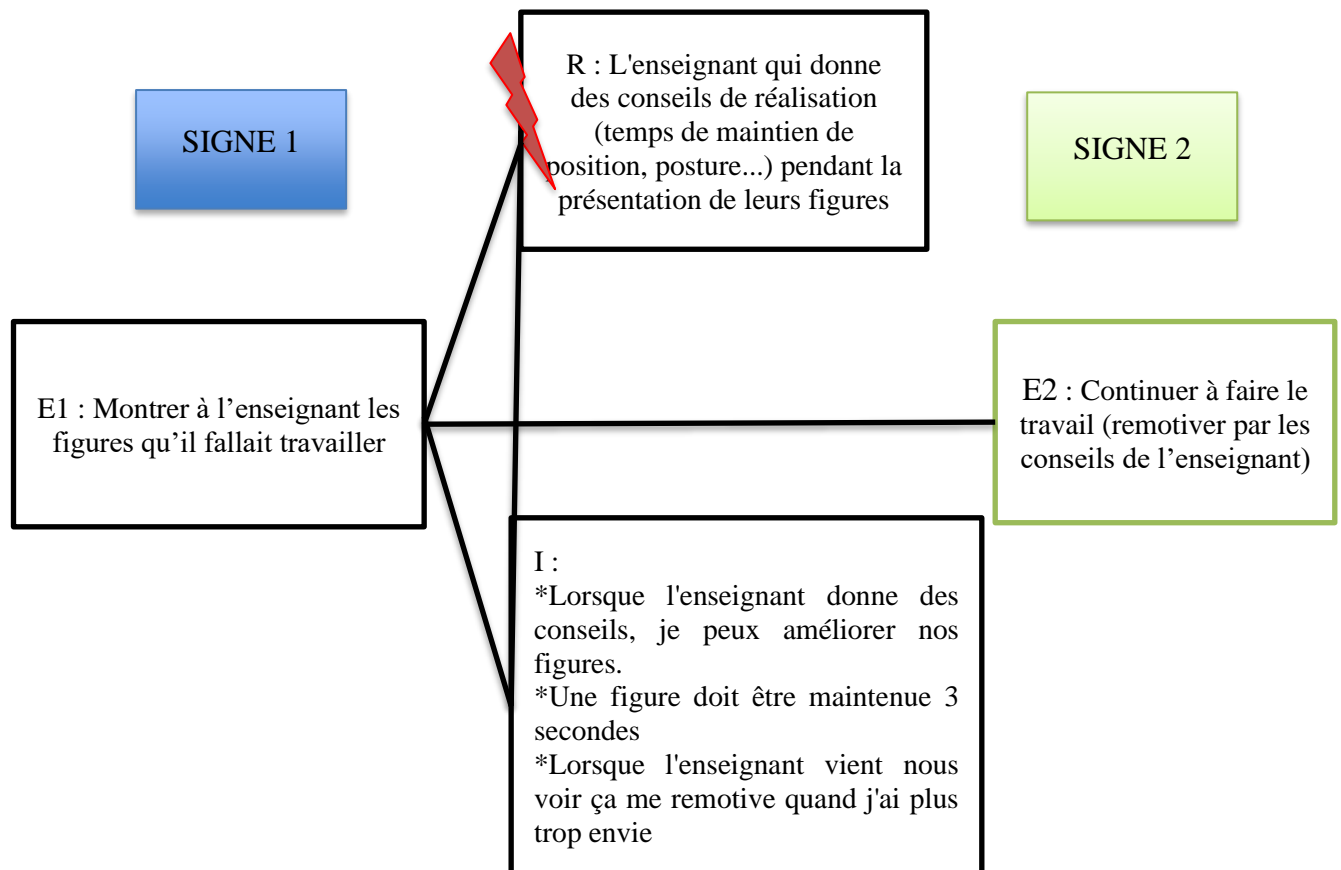 SIGNE 1
R : L'enseignant qui donne
des conseils de réalisation
(temps de maintien de
position, posture...) pendant la
présentation de leurs figures
SIGNE 2
E1 : Montrer à l’enseignant les
figures qu’il fallait travailler
E2 : Continuer à faire le
travail (remotiver par les
conseils de l’enseignant)
I :
*Lorsque l'enseignant donne des
conseils, je peux améliorer nos
figures.
*Une figure doit être maintenue 3
secondes
*Lorsque l'enseignant vient nous
voir ça me remotive quand j'ai plus
trop envie